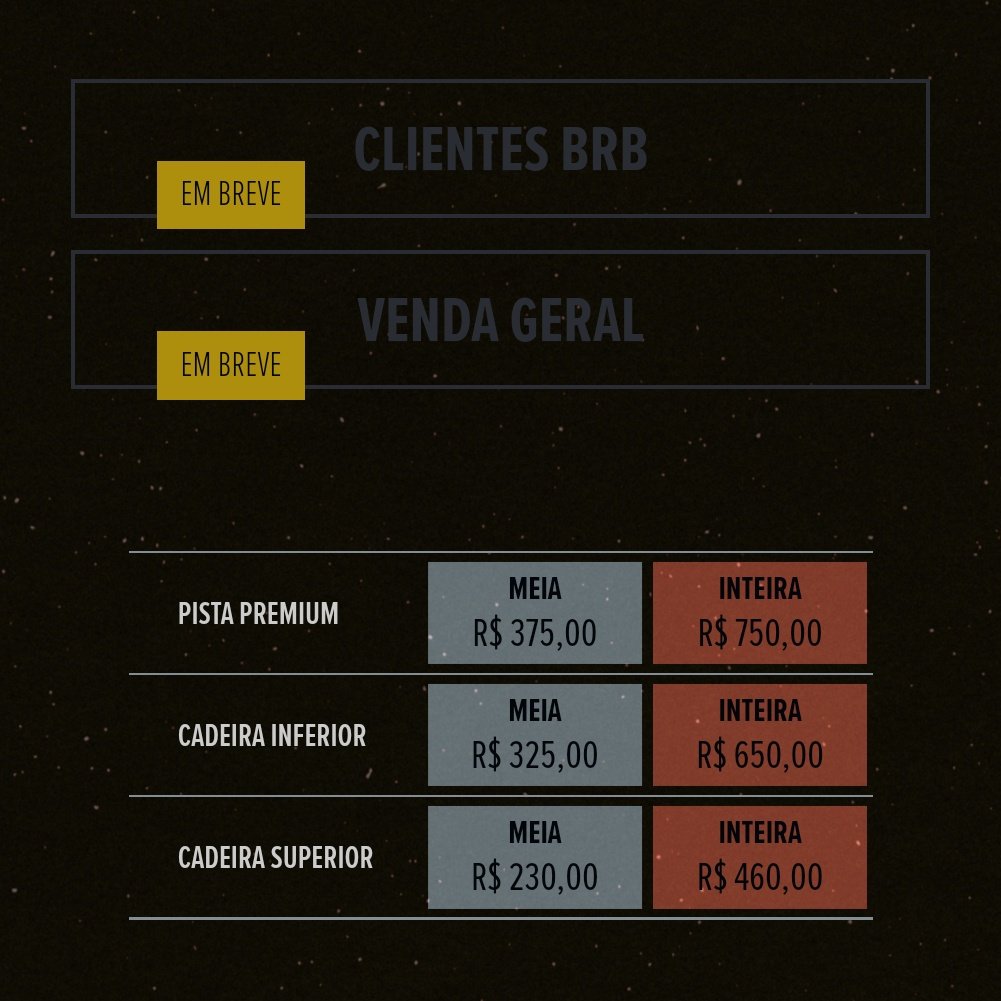 CLIENTES BRB
EM BREVE
VENDA GERAL
EM BREVE
PISTA PREMIUM
MEIA
R$ 375,00
INTEIRA
R$ 750,00
CADEIRA INFERIOR
MEIA
R$ 325,00
INTEIRA
R$ 650,00
CADEIRA SUPERIOR
MEIA
R$ 230,00
INTEIRA
R$ 460,00